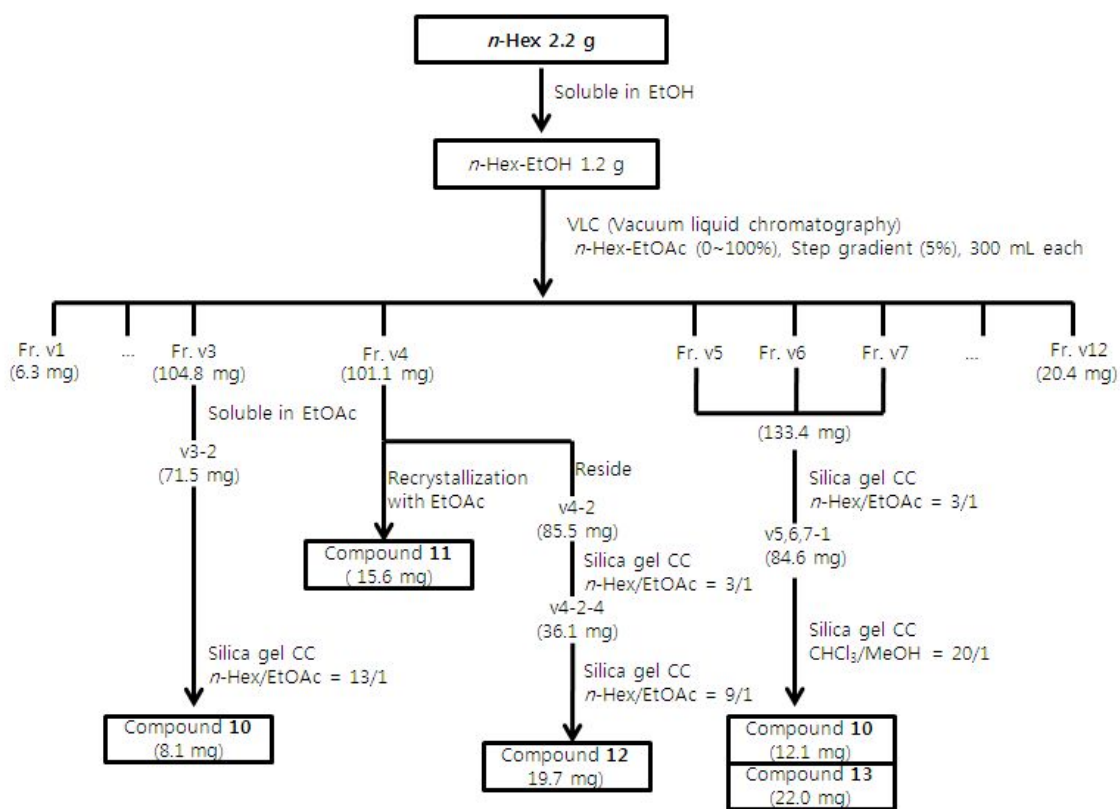 n-Hex 2.2 g
Soluble in EtOH
n-Hex-EtOH 1.2 g
VLC (Vacuum liquid chromatography)
n-Hex-EtOAc (0~100%), Step gradient (5%), 300 mL each
Fr. v1
(6.3 mg)
...
Fr. v3
(104.8 mg)
Fr. v4
(101.1 mg)
Fr. v5
Fr. v6
Fr. v7
...
Fr. v12
(20.4 mg)
Soluble in EtOAc
v3-2
(71.5 mg)
Silica gel CC
n-Hex/EtOAc = 13/1
Compound 10
(8.1 mg)
Recrystallization
with EtOAc
Compound 11
( 15.6 mg)
Reside
v4-2
(85.5 mg)
Silica gel CC
n-Hex/EtOAc = 3/1
v4-2-4
(36.1 mg)
Silica gel CC
n-Hex/EtOAc = 9/1
Compound 12
19.7 mg)
(133.4 mg)
Silica gel CC
n-Hex/EtOAc = 3/1
v5,6,7-1
(84.6 mg)
Silica gel CC
CHCl₃/MeOH = 20/1
Compound 10
(12.1 mg)
Compound 13
(22.0 mg)